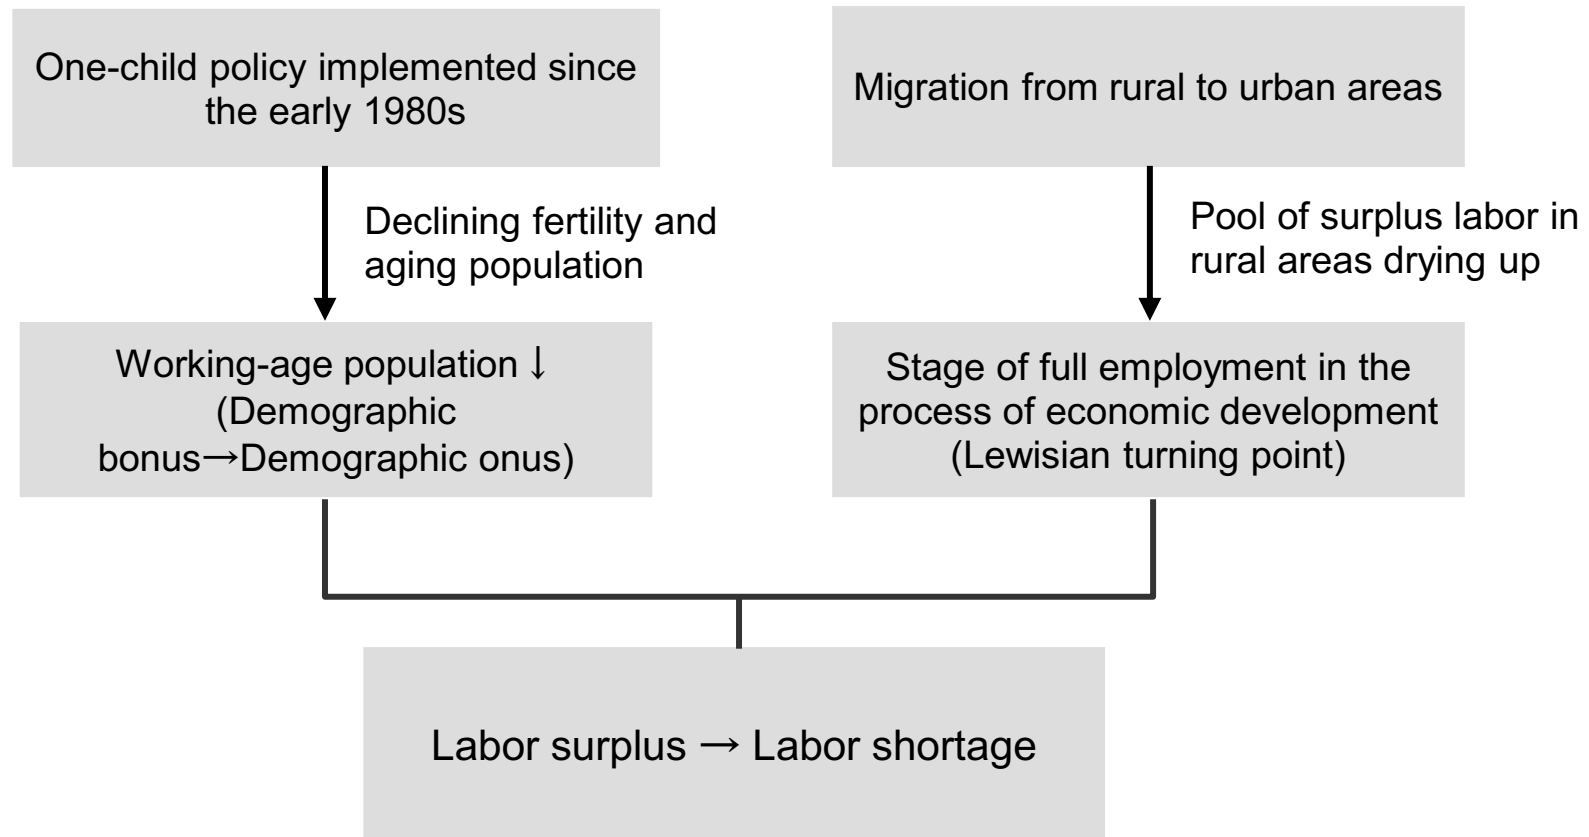 One-child policy implemented since
the early 1980s
Migration from rural to urban areas
Declining fertility and
aging population
Pool of surplus labor in
rural areas drying up
Working-age population ↓
(Demographic
bonus→Demographic onus)
Stage of full employment in the
process of economic development
(Lewisian turning point)
Labor surplus → Labor shortage